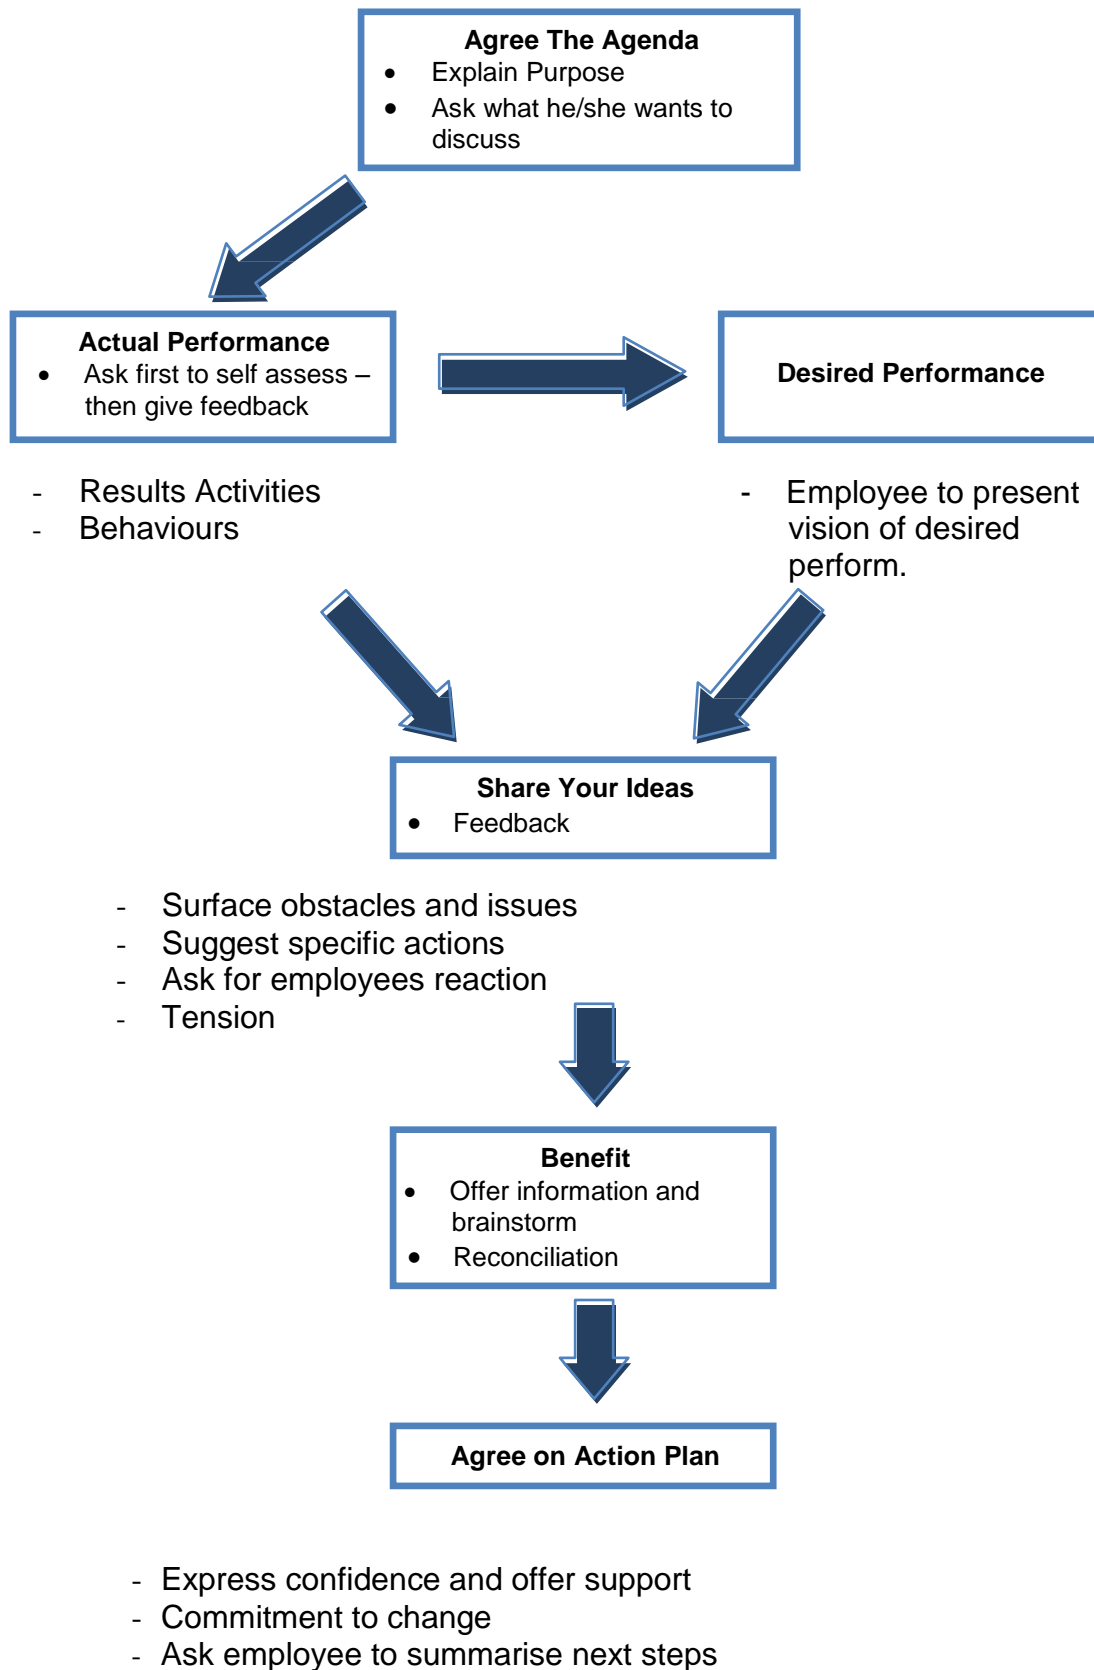 Agree The Agenda
• Explain Purpose
• Ask what he/she wants to
discuss
Actual Performance
• Ask first to self assess –
then give feedback
Desired Performance
- Results Activities
- Behaviours
- Employee to present
vision of desired
perform.
Share Your Ideas
• Feedback
- Surface obstacles and issues
- Suggest specific actions
- Ask for employees reaction
- Tension
Benefit
• Offer information and
brainstorm
• Reconciliation
Agree on Action Plan
- Express confidence and offer support
- Commitment to change
- Ask employee to summarise next steps